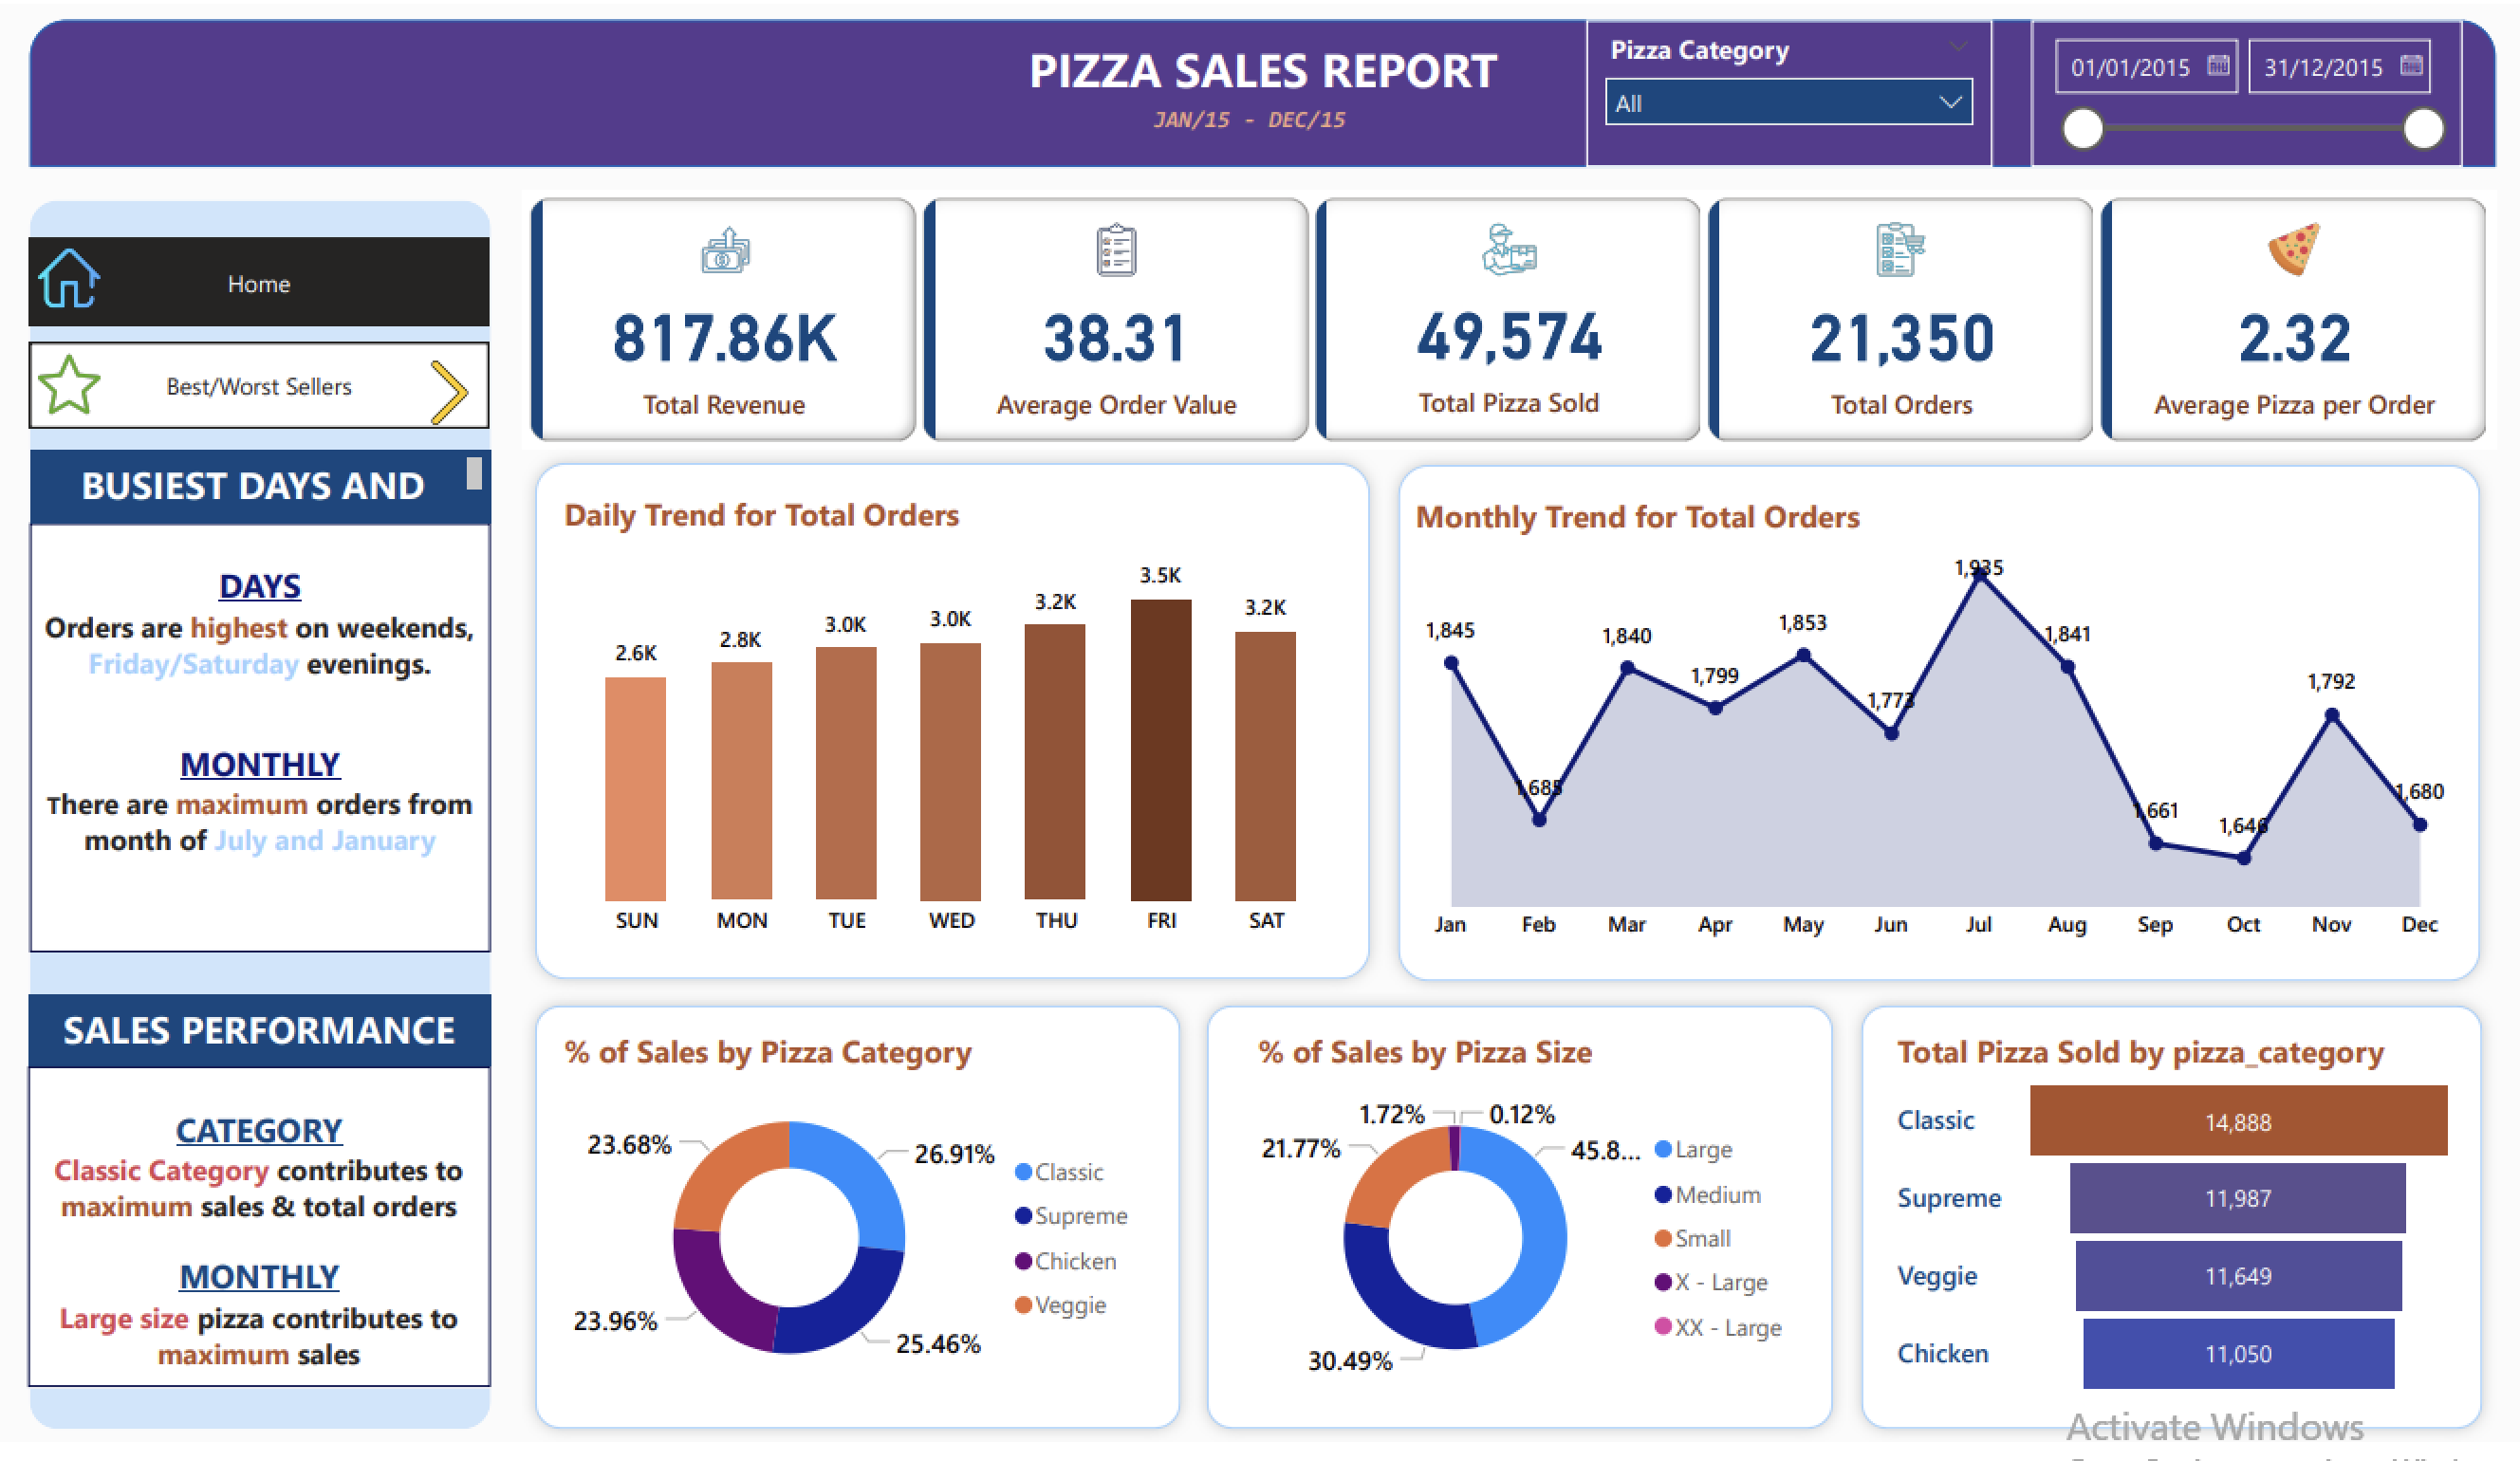 PIZZA SALES REPORT
JAN/15 - DEC/15
Pizza Category
All
01/01/2015
31/12/2015
Home
Best/Worst Sellers
BUSIEST DAYS AND
DAYS
Orders are highest on weekends,
Friday/Saturday evenings.
MONTHLY
There are maximum orders from
month of July and January
SALES PERFORMANCE
CATEGORY
Classic Category contributes to
maximum sales & total orders
MONTHLY
Large size pizza contributes to
maximum sales
817.86K
Total Revenue
38.31
Average Order Value
49,574
Total Pizza Sold
21,350
Total Orders
2.32
Average Pizza per Order
Daily Trend for Total Orders
2.6K
2.8K
3.0K
3.0K
3.2K
3.5K
3.2K
SUN MON TUE WED THU FRI SAT
Monthly Trend for Total Orders
1,845
1,685
1,840
1,799
1,853
1,773
1,935
1,841
1,661
1,646
1,792
1,680
Jan Feb Mar Apr May Jun Jul Aug Sep Oct Nov Dec
% of Sales by Pizza Category
23.68%
26.91%
23.96%
25.46%
Classic
Supreme
Chicken
Veggie
% of Sales by Pizza Size
1.72%
0.12%
21.77%
45.8...
30.49%
Large
Medium
Small
X - Large
XX - Large
Total Pizza Sold by pizza_category
Classic 14,888
Supreme 11,987
Veggie 11,649
Chicken 11,050
Activate Windows